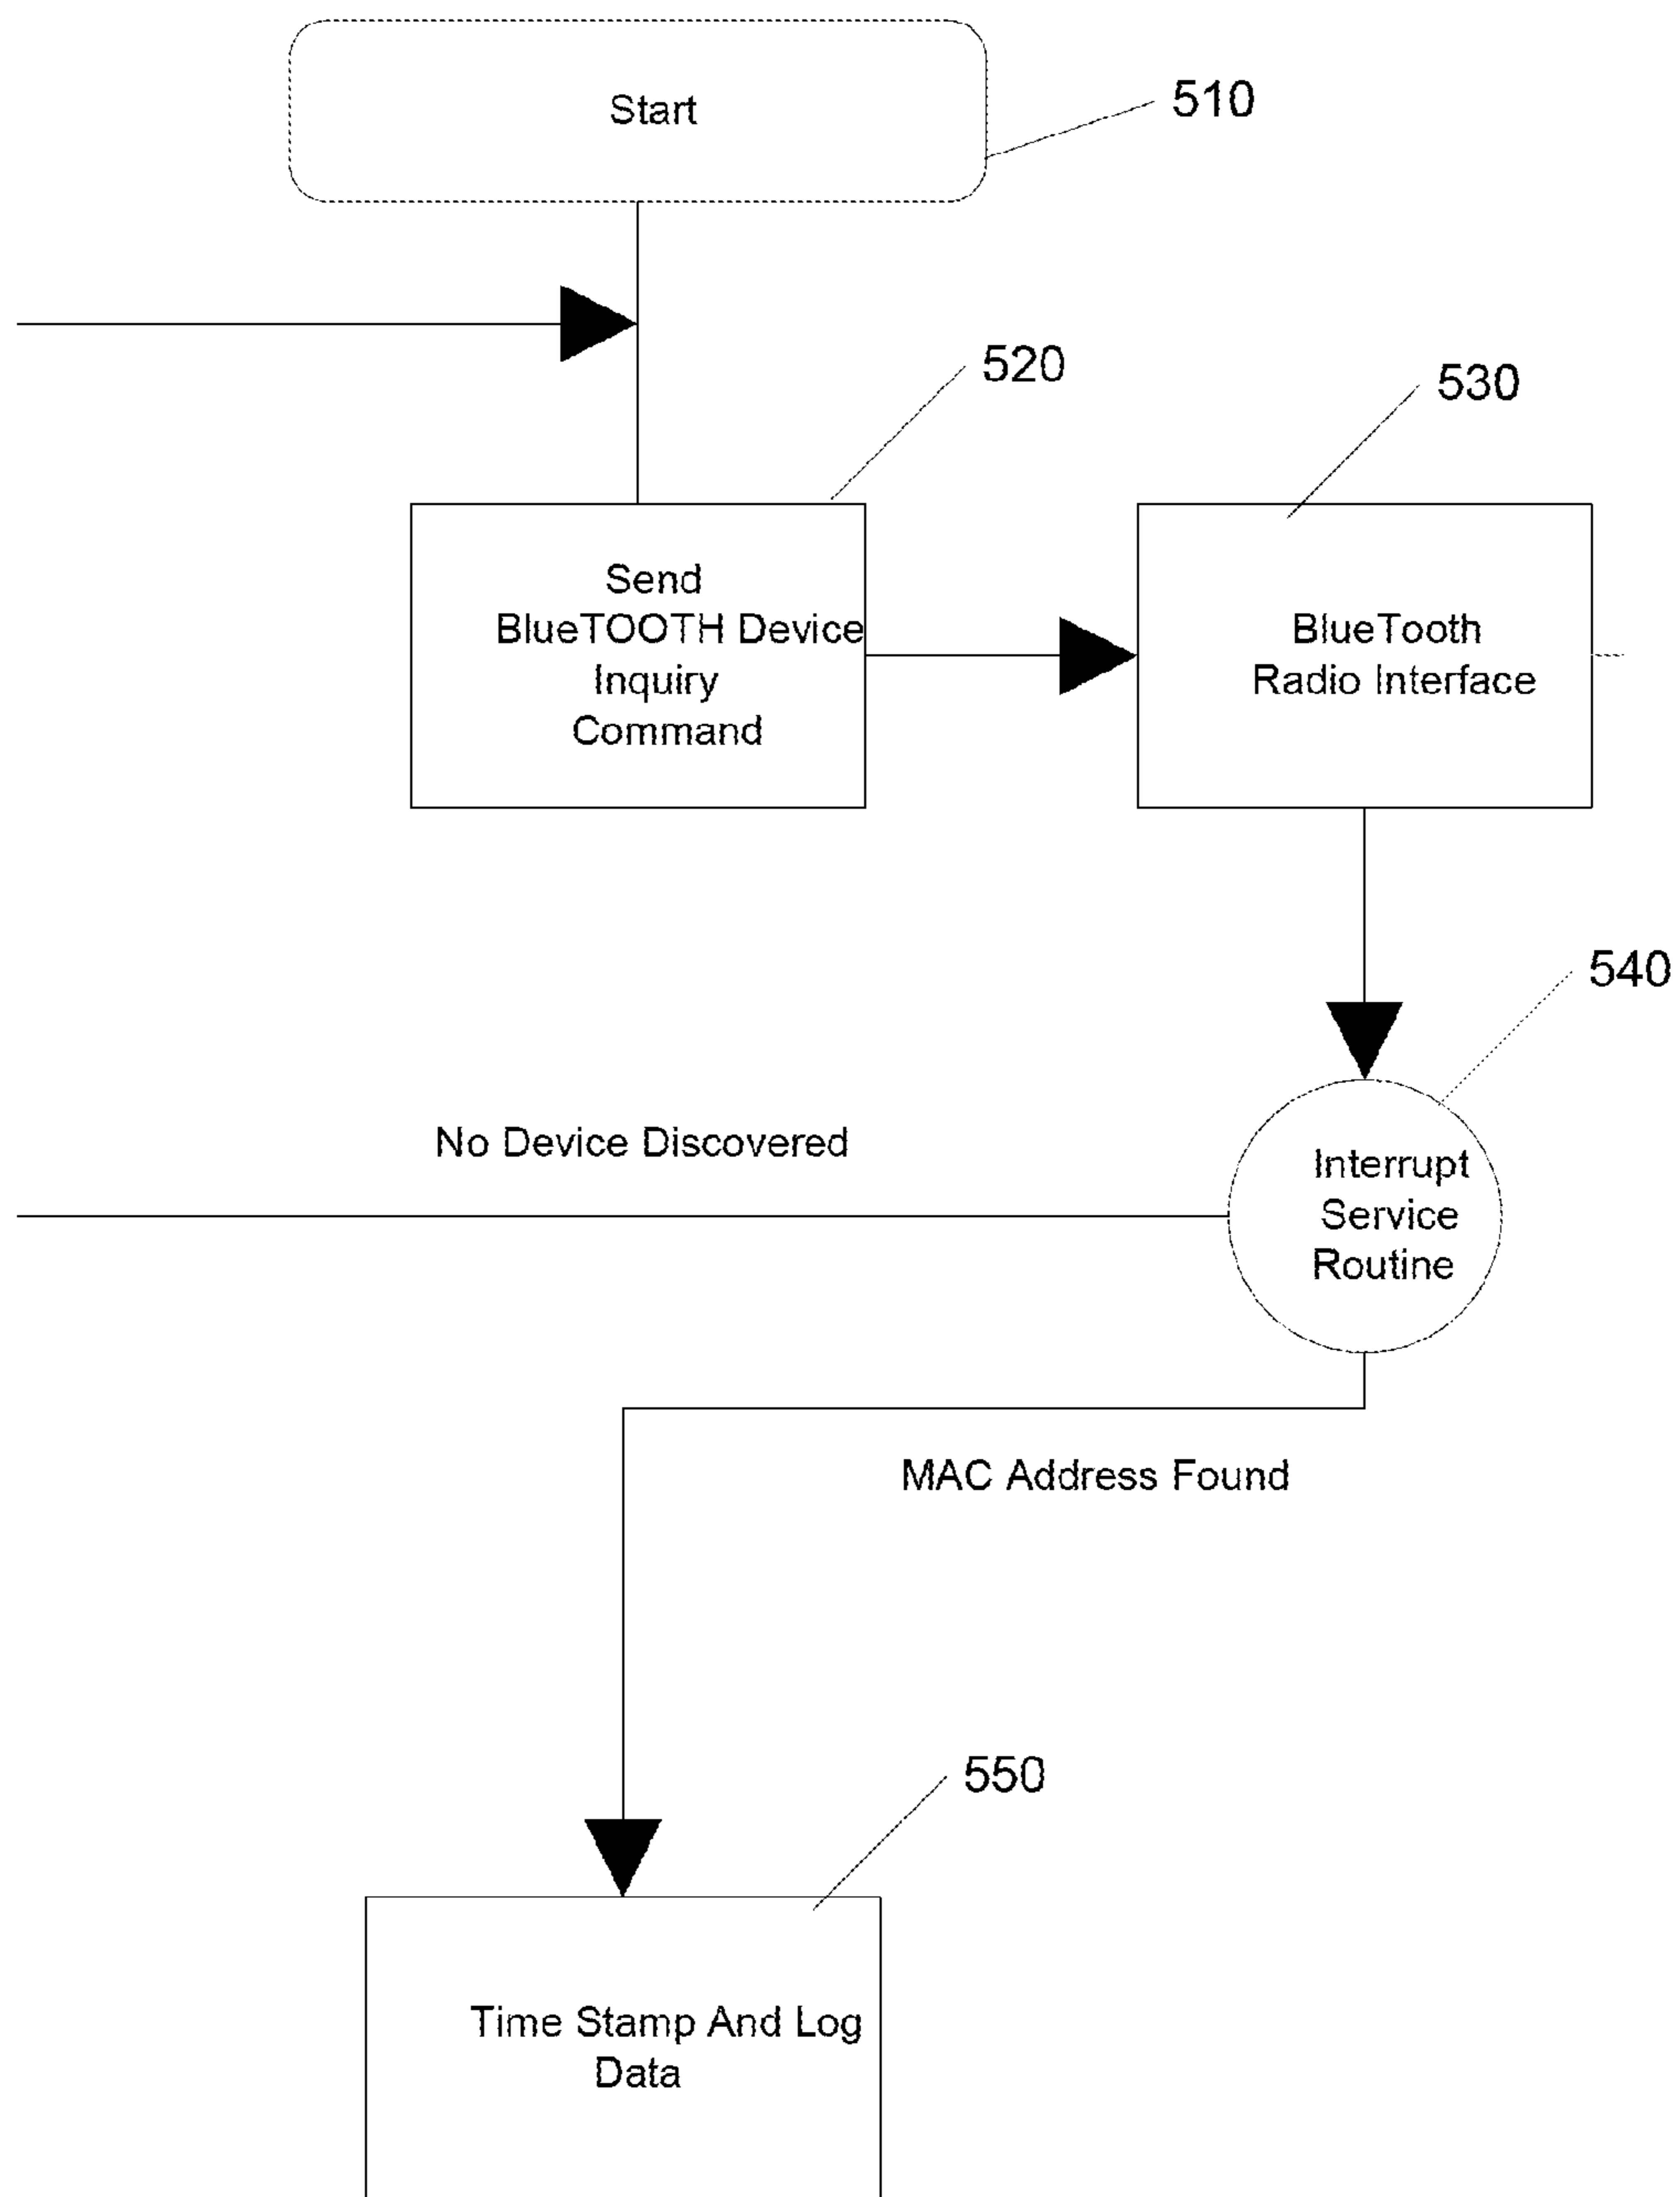 Start
510
520
530
Send
BlueTOOTH Device
Inquiry
Command
BlueTooth
Radio Interface
540
No Device Discovered
Interrupt
Service
Routine
MAC Address Found
550
Time Stamp And Log
Data